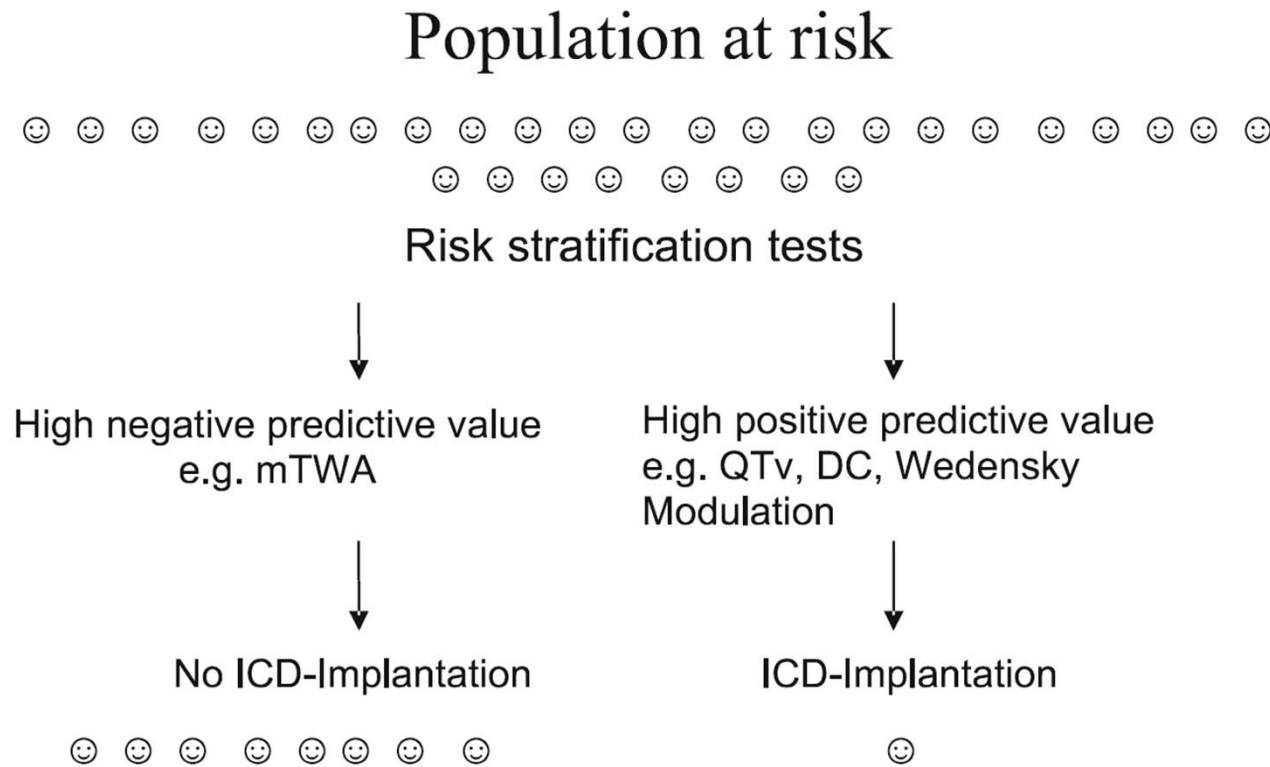 Population at risk
Risk stratification tests
High negative predictive value
e.g. mTWA
High positive predictive value
e.g. QTv, DC, Wedensky
Modulation
No ICD-Implantation
ICD-Implantation